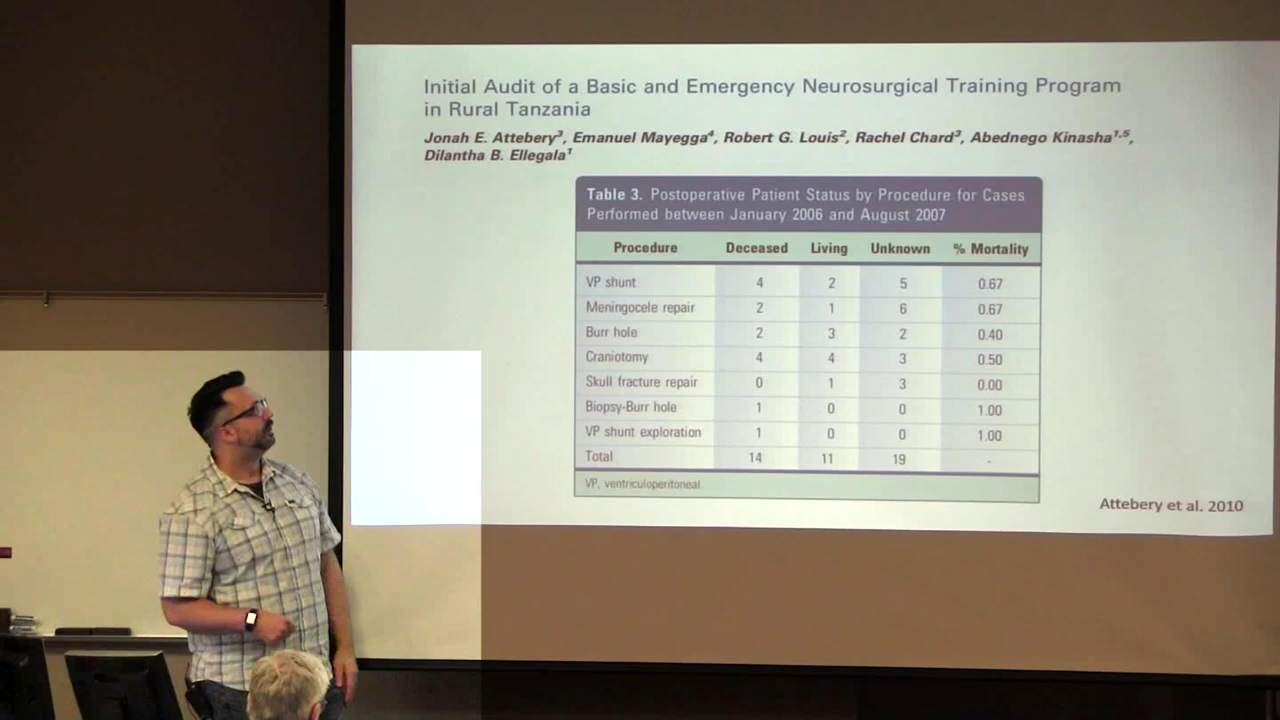 Initial Audit of a Basic and Emergency Neurosurgical Training Program
in Rural Tanzania
Jonah E. Attebery³, Emanuel Mayegga⁴, Robert G. Louis², Rachel Chard³, Abednego Kinasha¹,⁵,
Dilantha B. Ellegala¹
Table 3. Postoperative Patient Status by Procedure for Cases
Performed between January 2006 and August 2007
Procedure Deceased Living Unknown % Mortality
VP shunt 4 2 5 0.67
Meningocele repair 2 1 6 0.67
Burr hole 2 3 2 0.40
Craniotomy 4 4 3 0.50
Skull fracture repair 0 1 3 0.00
Biopsy-Burr hole 1 0 0 1.00
VP shunt exploration 1 0 0 1.00
Total 14 11 19 -
VP, ventriculoperitoneal.
Attebery et al. 2010